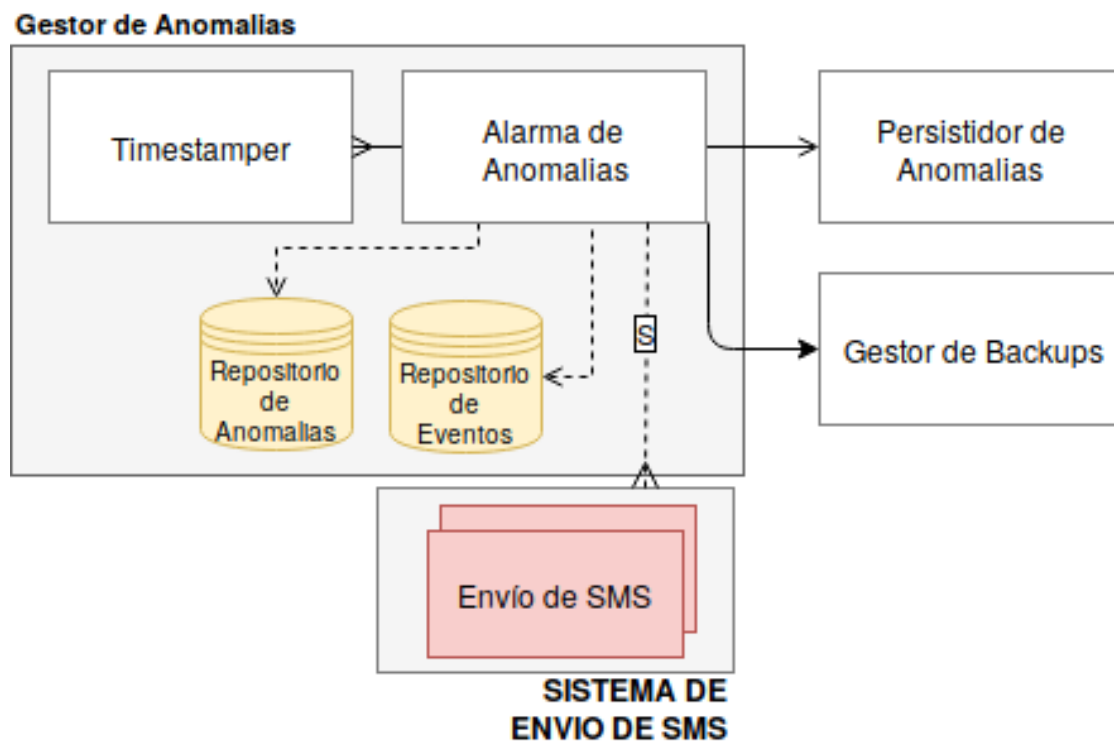 Gestor de Anomalias
Timestamper
Alarma de
Anomalias
Persistidor de
Anomalias
Repositorio
de
Anomalias
Repositorio
de
Eventos
S
Gestor de Backups
Envío de SMS
SISTEMA DE
ENVIO DE SMS